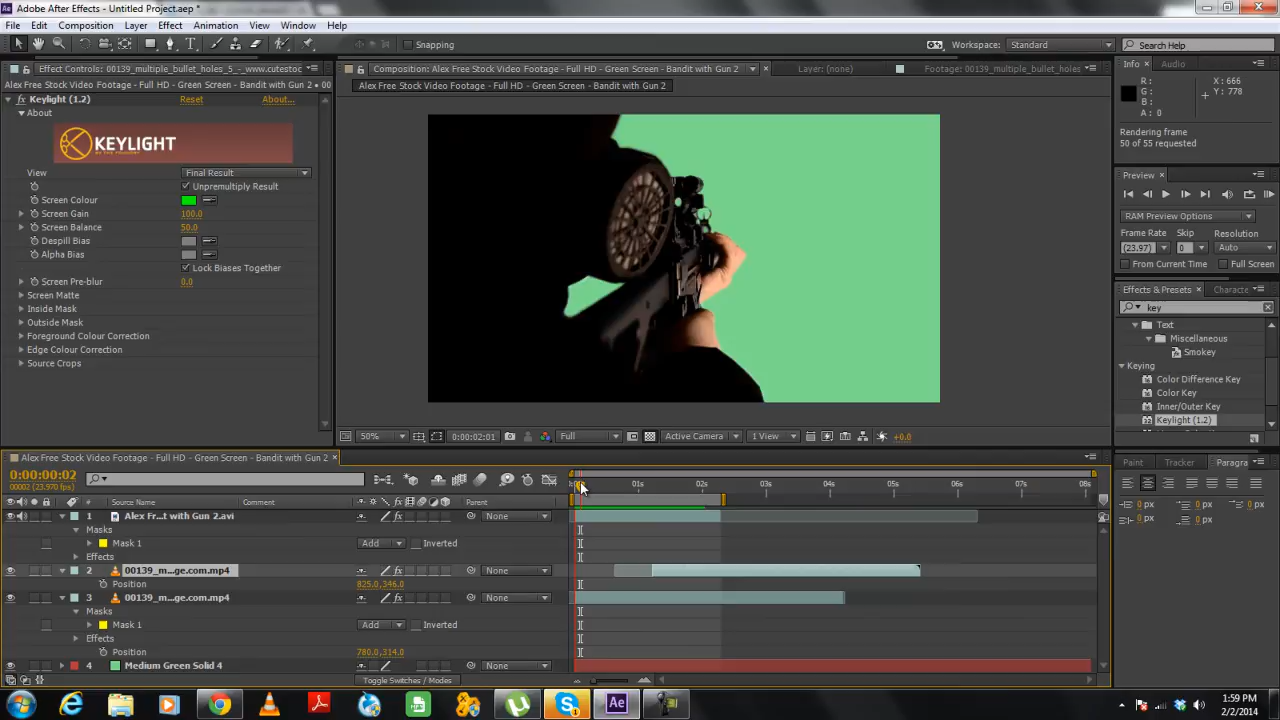 Adobe After Effects - Untitled Project.aep *
File Edit Composition Layer Effect Animation View Window Help
Snapping Workspace: Standard Search Help
Effect Controls: 00139_multiple_bullet_holes_5_-_www.cutestoc
Alex Free Stock Video Footage - Full HD - Green Screen - Bandit with Gun 2 • 00
Keylight (1.2) Reset About...
About
KEYLIGHT
View Final Result
Unpremultiply Result
Screen Colour
Screen Gain 100.0
Screen Balance 50.0
Despill Bias
Alpha Bias
Lock Biases Together
Screen Pre-blur 0.0
Screen Matte
Inside Mask
Outside Mask
Foreground Colour Correction
Edge Colour Correction
Source Crops
Composition: Alex Free Stock Video Footage - Full HD - Green Screen - Bandit with Gun 2
Layer: (none)
Footage: 00139_multiple_bullet_holes
Alex Free Stock Video Footage - Full HD - Green Screen - Bandit with Gun 2
50% 0:00:02:01 Full Active Camera 1 View +0.0
Info Audio
R: X: 666
G: Y: 778
B:
A: 0
Rendering frame
50 of 55 requested
Preview
RAM Preview Options
Frame Rate Skip Resolution
(23.97) 0 Auto
From Current Time Full Screen
Effects & Presets Characte
key
Text
Miscellaneous
Smokey
Keying
Color Difference Key
Color Key
Inner/Outer Key
Keylight (1.2)
Alex Free Stock Video Footage - Full HD - Green Screen - Bandit with Gun 2
0:00:00:02
00002 (23.970 fps)
01s 02s 03s 04s 05s 06s 07s 08s
# Source Name Comment Parent
1 Alex Fr...t with Gun 2.avi None
Masks
Mask 1 Add Inverted
Effects
2 00139_m...ge.com.mp4 None
Position 825.0,346.0
3 00139_m...ge.com.mp4 None
Masks
Mask 1 Add Inverted
Effects
Position 780.0,314.0
4 Medium Green Solid 4 None
Toggle Switches / Modes
Paint Tracker Paragra
0 px 0 px 0 px
0 px 0 px
1:59 PM
2/2/2014